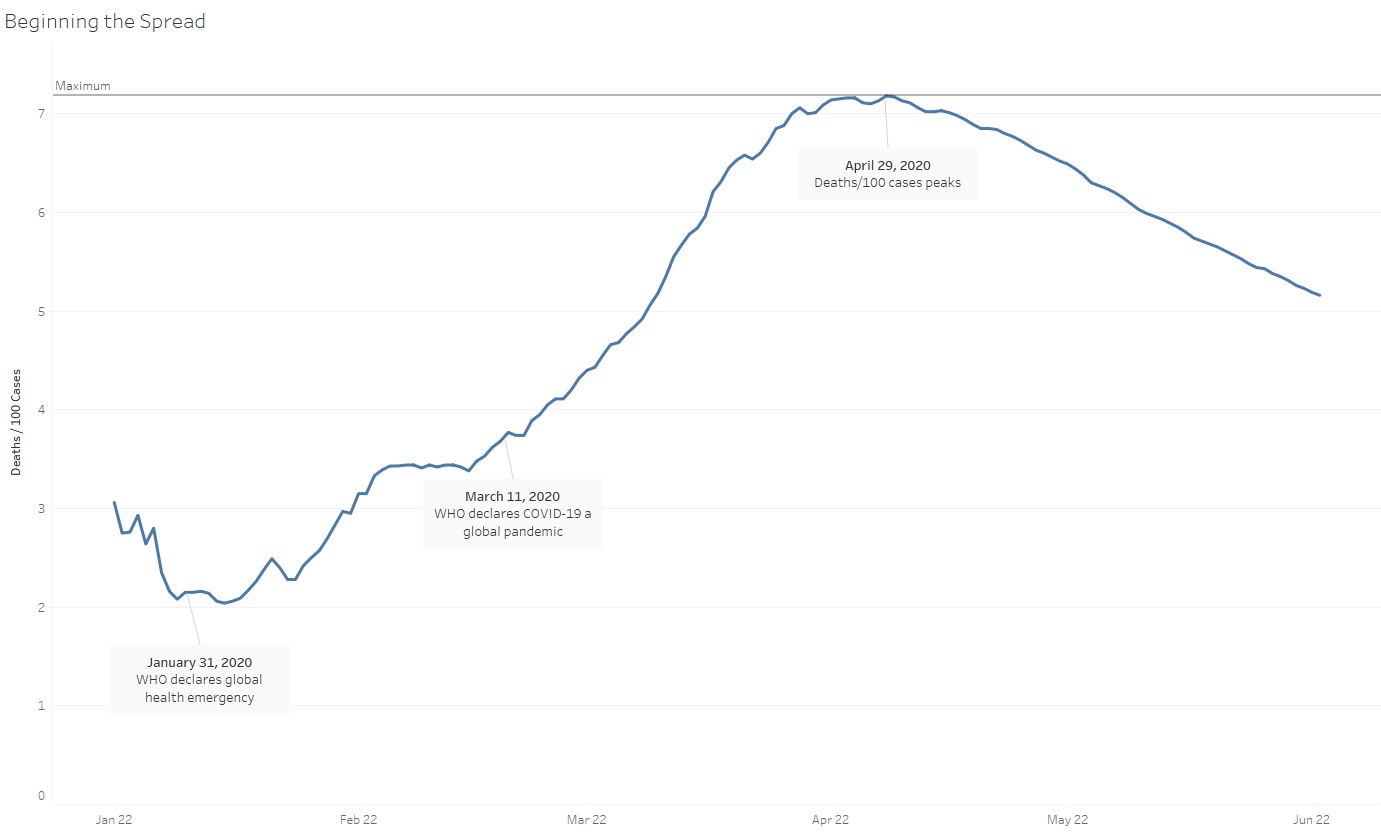 Beginning the Spread
Maximum
7
6
5
4
3
2
1
0
Deaths / 100 Cases
April 29, 2020
Deaths/100 cases peaks
March 11, 2020
WHO declares COVID-19 a
global pandemic
January 31, 2020
WHO declares global
health emergency
Jan 22
Feb 22
Mar 22
Apr 22
May 22
Jun 22